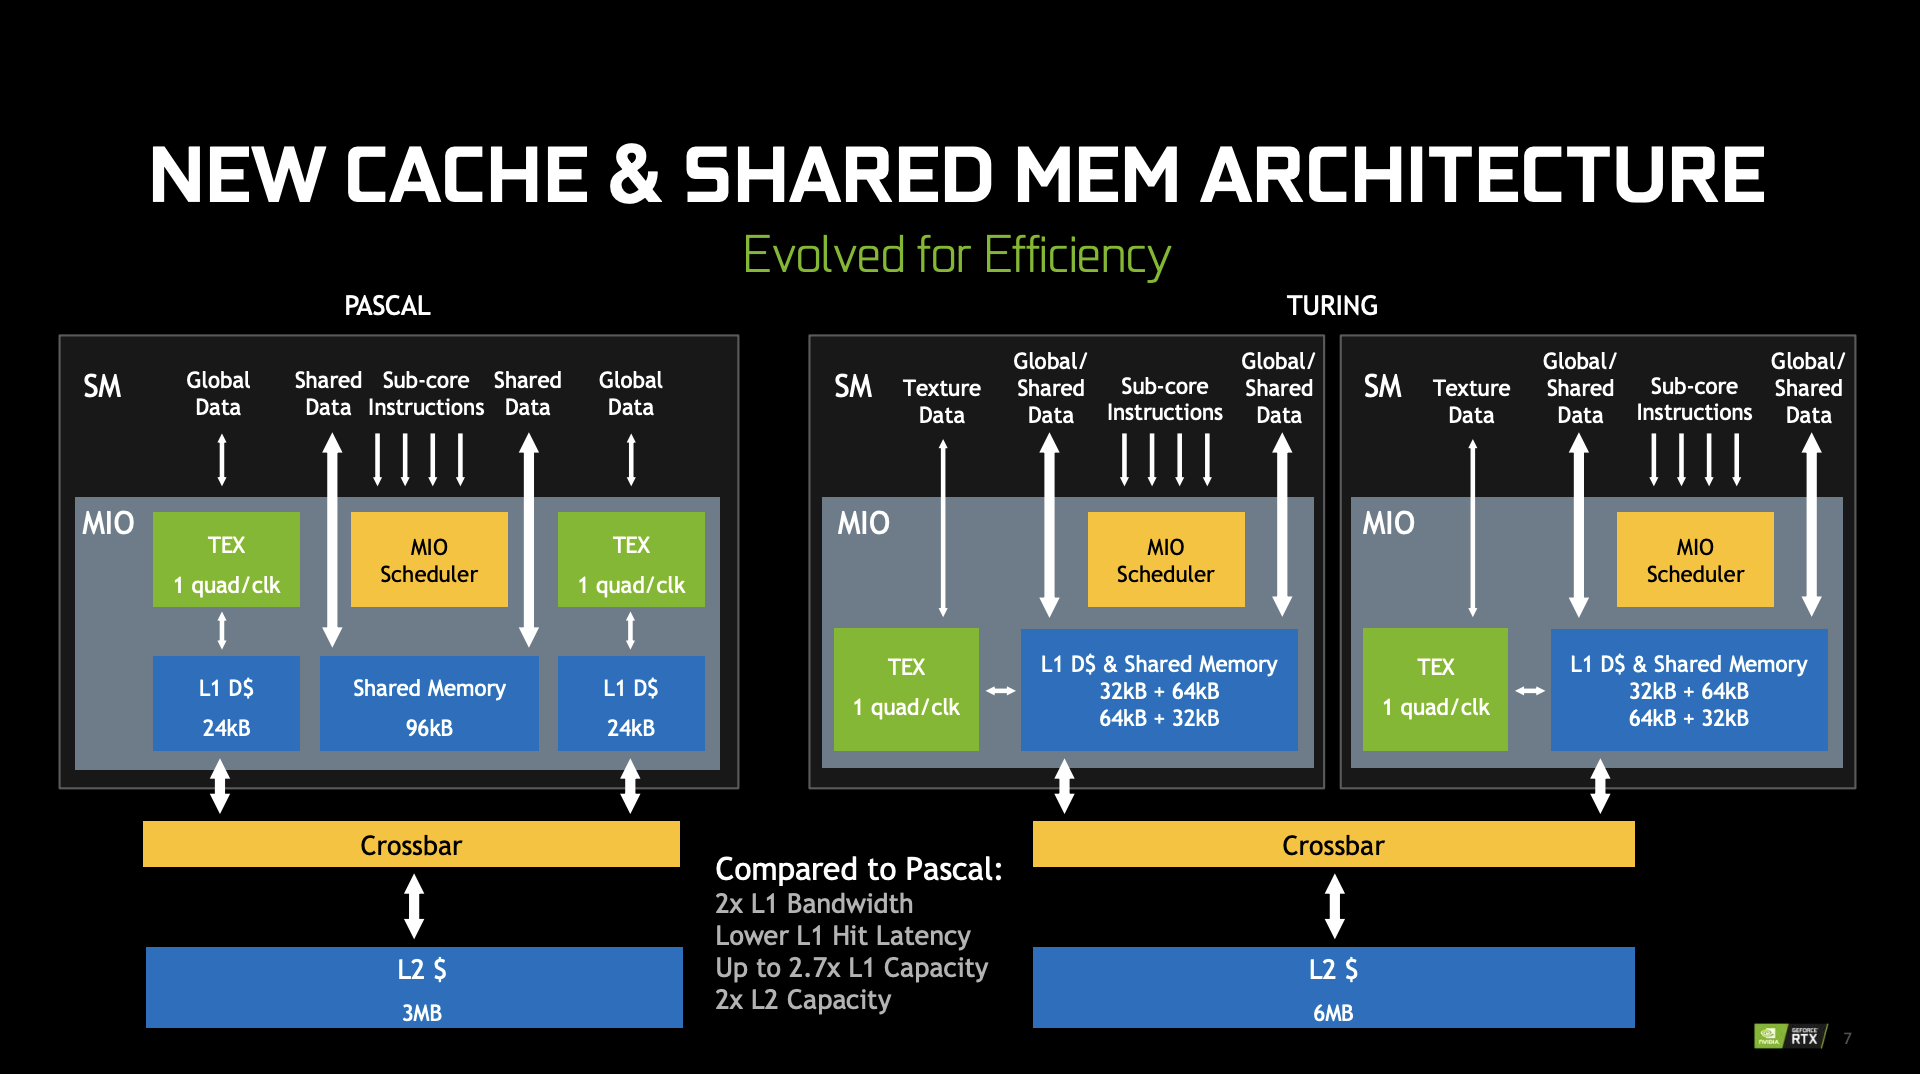 NEW CACHE & SHARED MEM ARCHITECTURE
Evolved for Efficiency
PASCAL
SM
Global
Data
Shared
Data
Sub-core
Instructions
Shared
Data
Global
Data
MIO
TEX
1 quad/clk
MIO
Scheduler
TEX
1 quad/clk
L1 D$
24kB
Shared Memory
96kB
L1 D$
24kB
Crossbar
L2 $
3MB
TURING
SM
Texture
Data
Global/
Shared
Data
Sub-core
Instructions
Global/
Shared
Data
MIO
MIO
Scheduler
TEX
1 quad/clk
L1 D$ & Shared Memory
32kB + 64kB
64kB + 32kB
SM
Texture
Data
Global/
Shared
Data
Sub-core
Instructions
Global/
Shared
Data
MIO
MIO
Scheduler
TEX
1 quad/clk
L1 D$ & Shared Memory
32kB + 64kB
64kB + 32kB
Crossbar
L2 $
6MB
Compared to Pascal:
2x L1 Bandwidth
Lower L1 Hit Latency
Up to 2.7x L1 Capacity
2x L2 Capacity
NVIDIA
GEFORCE
RTX
7